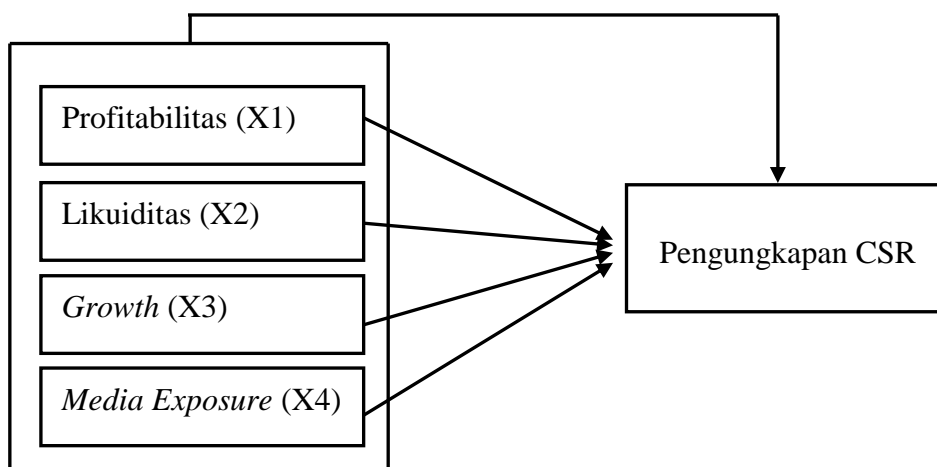 Profitabilitas (X1)
Likuiditas (X2)
Growth (X3)
Media Exposure (X4)
Pengungkapan CSR